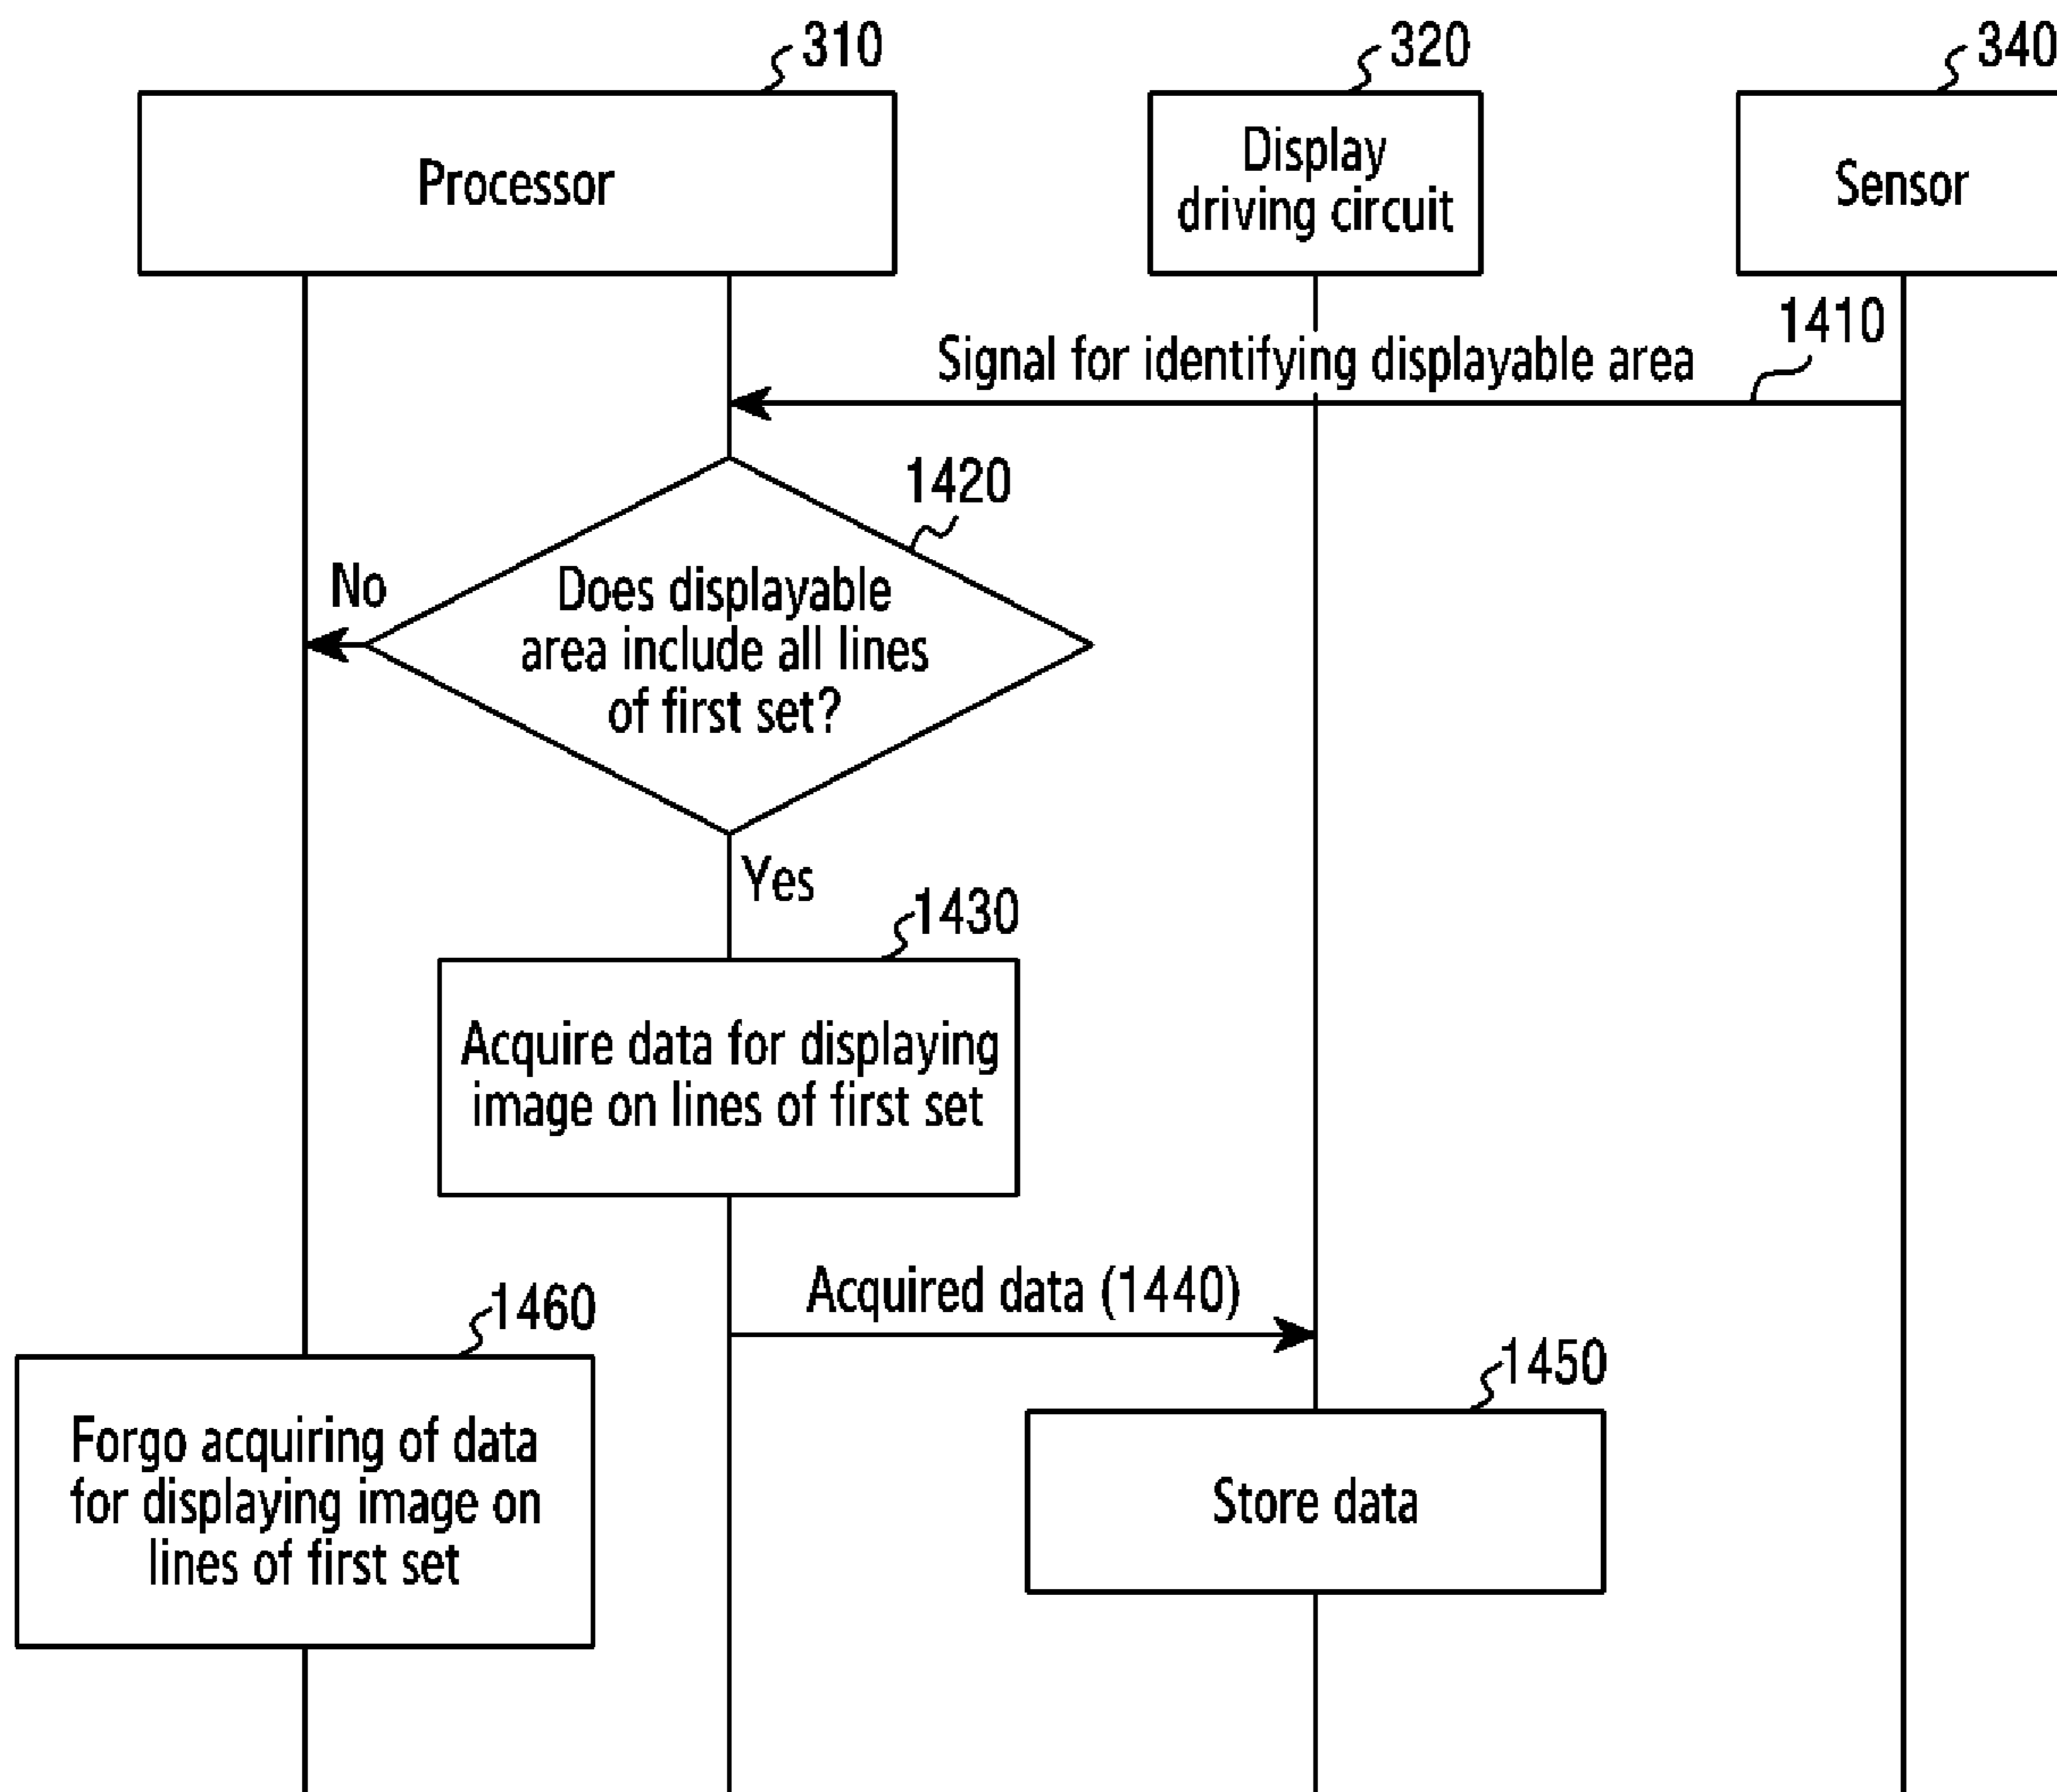 310
320
340
Processor
Display
driving circuit
Sensor
1410
Signal for identifying displayable area
1420
No
Does displayable
area include all lines
of first set?
Yes
1430
Acquire data for displaying
image on lines of first set
Acquired data (1440)
1460
1450
Forgo acquiring of data
for displaying image on
lines of first set
Store data